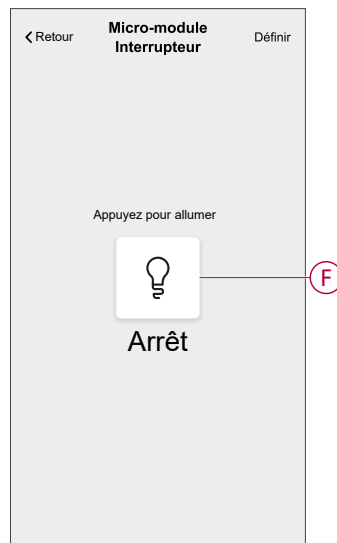 Retour
Micro-module
Interrupteur
Définir
Appuyez pour allumer
F
Arrêt